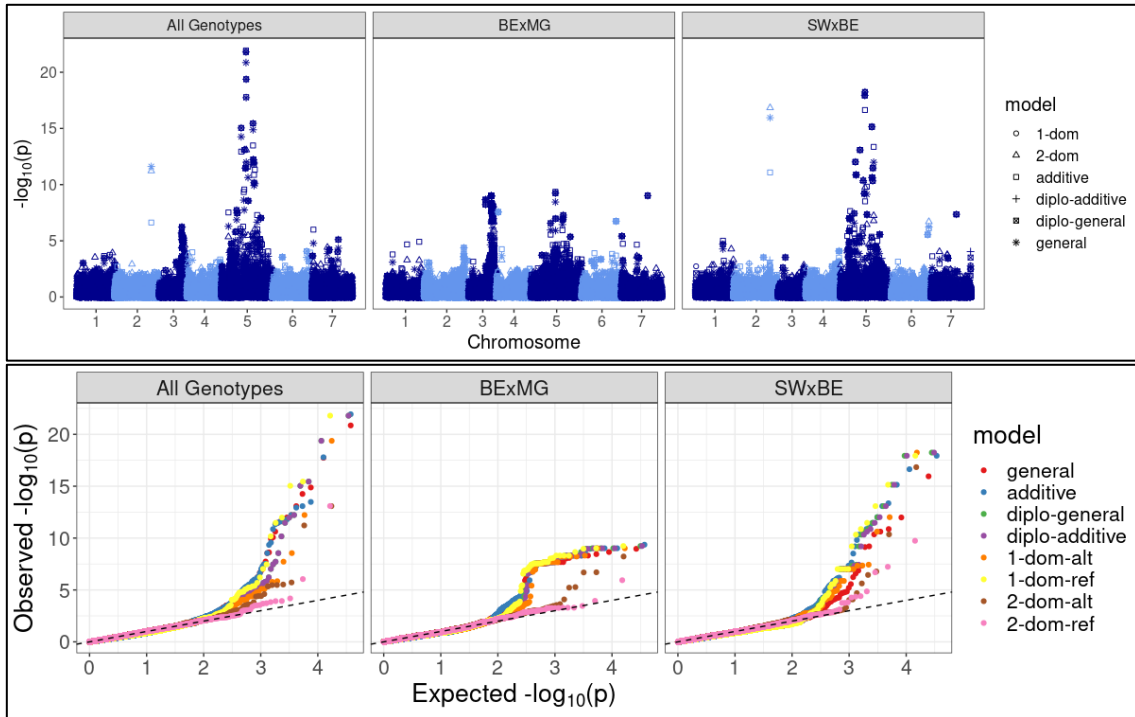 All Genotypes BExMG SWxBE
-log10(p)
20
15
10
5
0
1 2 3 4 5 6 7 1 2 3 4 5 6 7 1 2 3 4 5 6 7
Chromosome
model
1-dom
2-dom
additive
diplo-additive
diplo-general
general
All Genotypes BExMG SWxBE
Observed -log10(p)
20
15
10
5
0
0 1 2 3 4 0 1 2 3 4 0 1 2 3 4
Expected -log10(p)
model
general
additive
diplo-general
diplo-additive
1-dom-alt
1-dom-ref
2-dom-alt
2-dom-ref